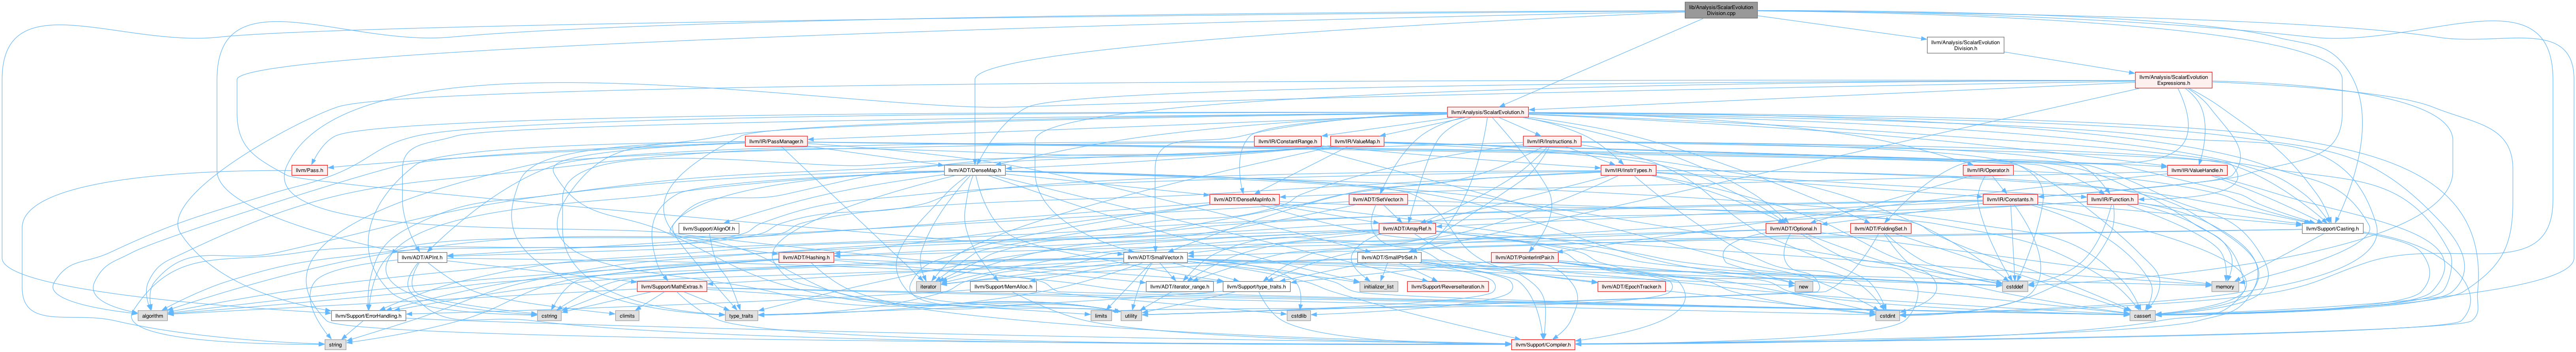 lib/Analysis/ScalarEvolution
Division.cpp
llvm/Analysis/ScalarEvolution
Division.h
llvm/Analysis/ScalarEvolution
Expressions.h
llvm/Analysis/ScalarEvolution.h
llvm/IR/PassManager.h
llvm/IR/ConstantRange.h
llvm/IR/ValueMap.h
llvm/IR/Instructions.h
llvm/Pass.h
llvm/ADT/DenseMap.h
llvm/IR/InstrTypes.h
llvm/IR/Operator.h
llvm/IR/ValueHandle.h
llvm/ADT/DenseMapInfo.h
llvm/ADT/SetVector.h
llvm/IR/Constants.h
llvm/IR/Function.h
llvm/Support/AlignOf.h
llvm/ADT/ArrayRef.h
llvm/ADT/Optional.h
llvm/ADT/FoldingSet.h
llvm/Support/Casting.h
llvm/ADT/APInt.h
llvm/ADT/Hashing.h
llvm/ADT/SmallVector.h
llvm/ADT/SmallPtrSet.h
llvm/ADT/PointerIntPair.h
iterator
llvm/Support/MathExtras.h
llvm/Support/MemAlloc.h
llvm/ADT/iterator_range.h
llvm/Support/type_traits.h
initializer_list
llvm/Support/ReverseIteration.h
llvm/ADT/EpochTracker.h
new
cstddef
memory
algorithm
llvm/Support/ErrorHandling.h
cstring
climits
type_traits
limits
utility
cstdlib
cstdint
cassert
string
llvm/Support/Compiler.h